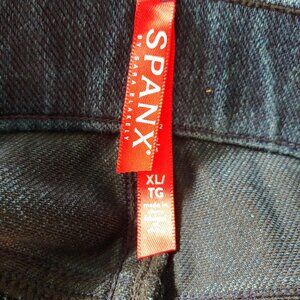 SPANX®
BY SARA BLAKELY
XL/
TG
made in